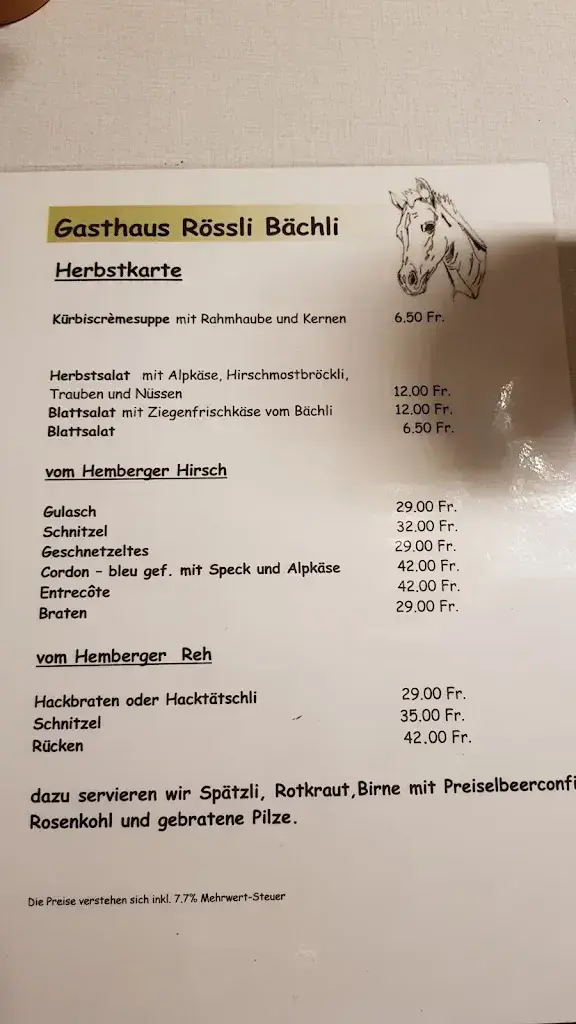 Gasthaus Rössli Bächli
Herbstkarte
Kürbiscrèmesuppe mit Rahmhaube und Kernen 6.50 Fr.
Herbstsalat mit Alpkäse, Hirschmostbröckli,
Trauben und Nüssen 12.00 Fr.
Blattsalat mit Ziegenfrischkäse vom Bächli 12.00 Fr.
Blattsalat 6.50 Fr.
vom Hemberger Hirsch
Gulasch 29.00 Fr.
Schnitzel 32.00 Fr.
Geschnetzeltes 29.00 Fr.
Cordon - bleu gef. mit Speck und Alpkäse 42.00 Fr.
Entrecôte 42.00 Fr.
Braten 29.00 Fr.
vom Hemberger Reh
Hackbraten oder Hacktätschli 29.00 Fr.
Schnitzel 35.00 Fr.
Rücken 42.00 Fr.
dazu servieren wir Spätzli, Rotkraut,Birne mit Preiselbeerconfi
Rosenkohl und gebratene Pilze.
Die Preise verstehen sich inkl. 7.7% Mehrwert-Steuer